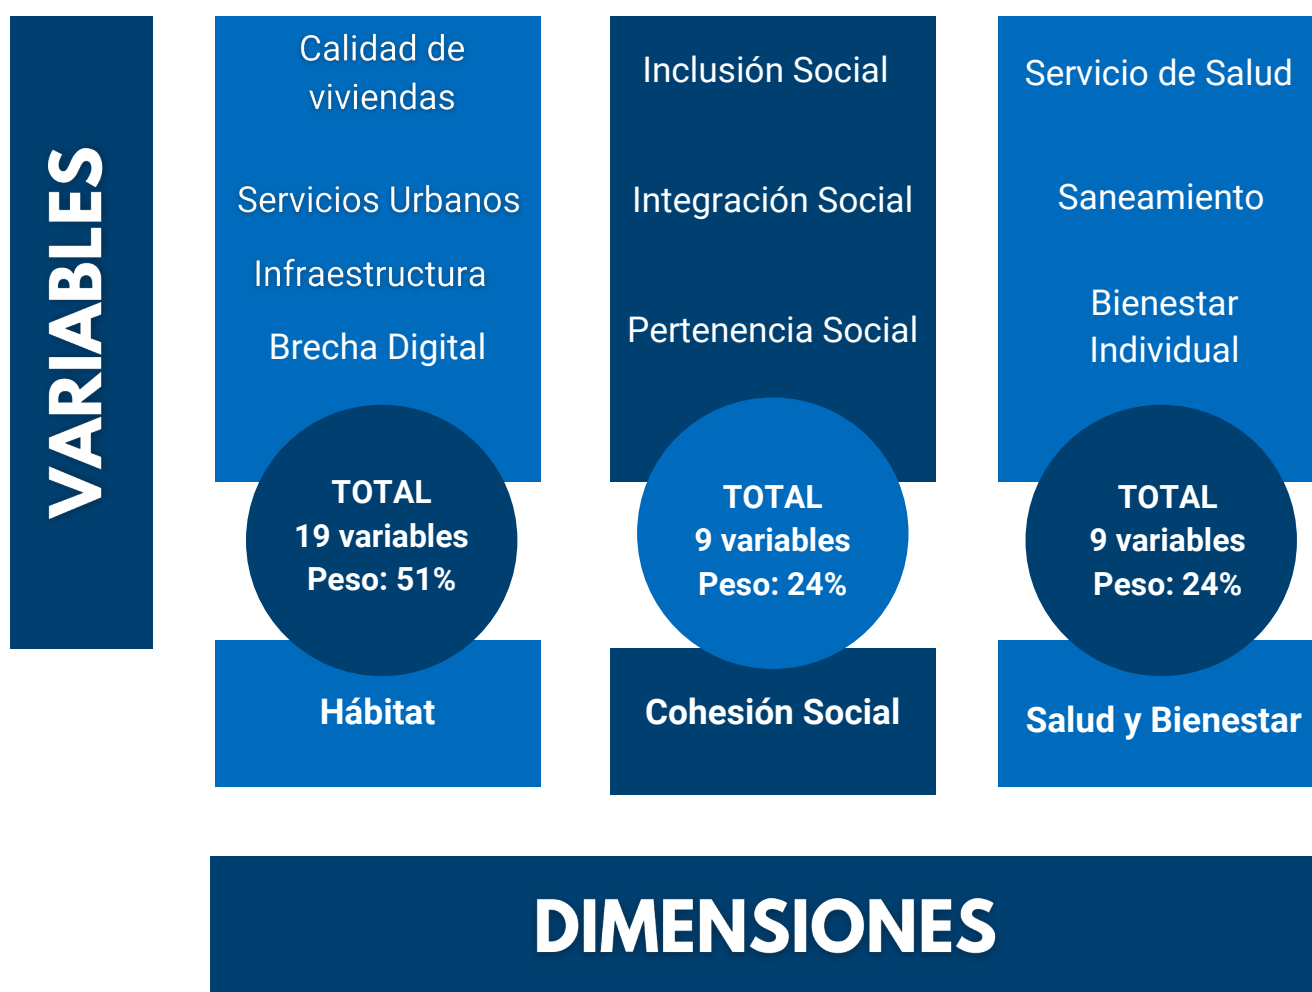 VARIABLES
Calidad de
viviendas
Servicios Urbanos
Infraestructura
Brecha Digital
TOTAL
19 variables
Peso: 51%
Hábitat
Inclusión Social
Integración Social
Pertenencia Social
TOTAL
9 variables
Peso: 24%
Cohesión Social
Servicio de Salud
Saneamiento
Bienestar
Individual
TOTAL
9 variables
Peso: 24%
Salud y Bienestar
DIMENSIONES